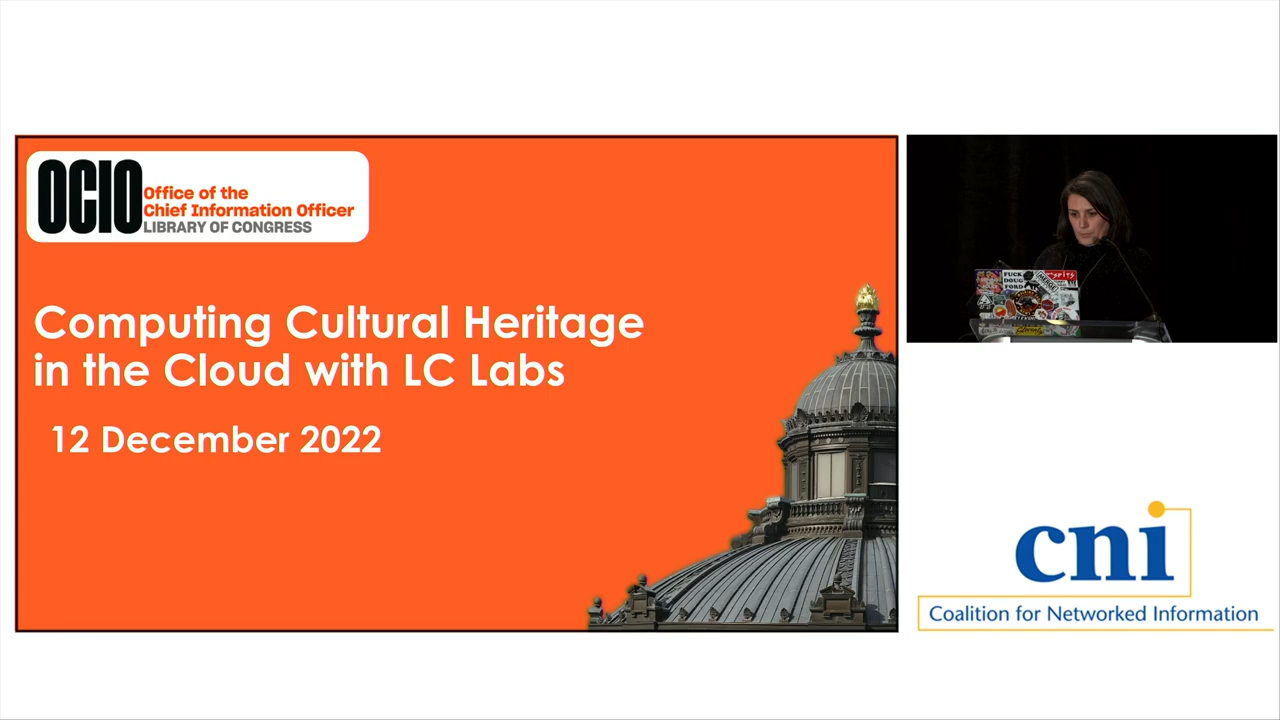 OCIO
Office of the
Chief Information Officer
LIBRARY OF CONGRESS
Computing Cultural Heritage
in the Cloud with LC Labs
12 December 2022
FUCK
DOUG
FORD
cni
Coalition for Networked Information